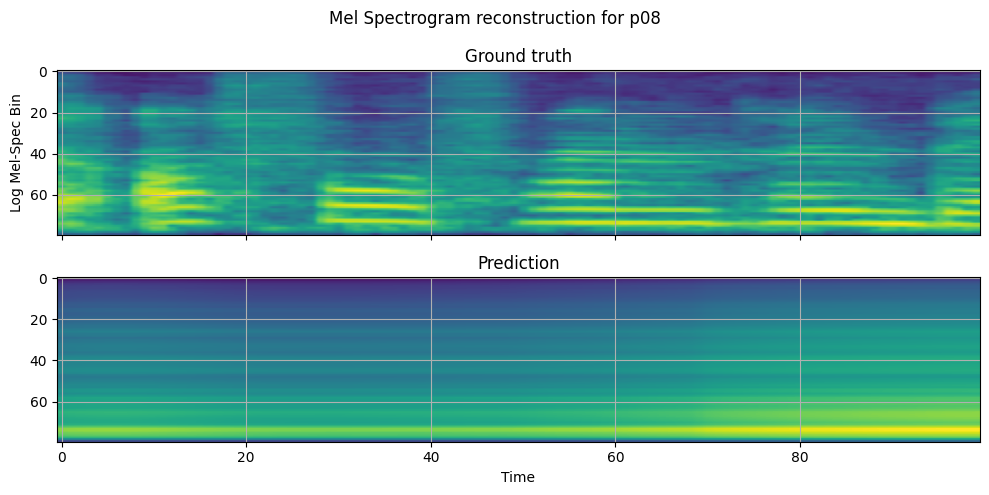 Mel Spectrogram reconstruction for p08
Ground truth
0
20
40
60
Log Mel-Spec Bin
Prediction
0
20
40
60
0 20 40 60 80
Time